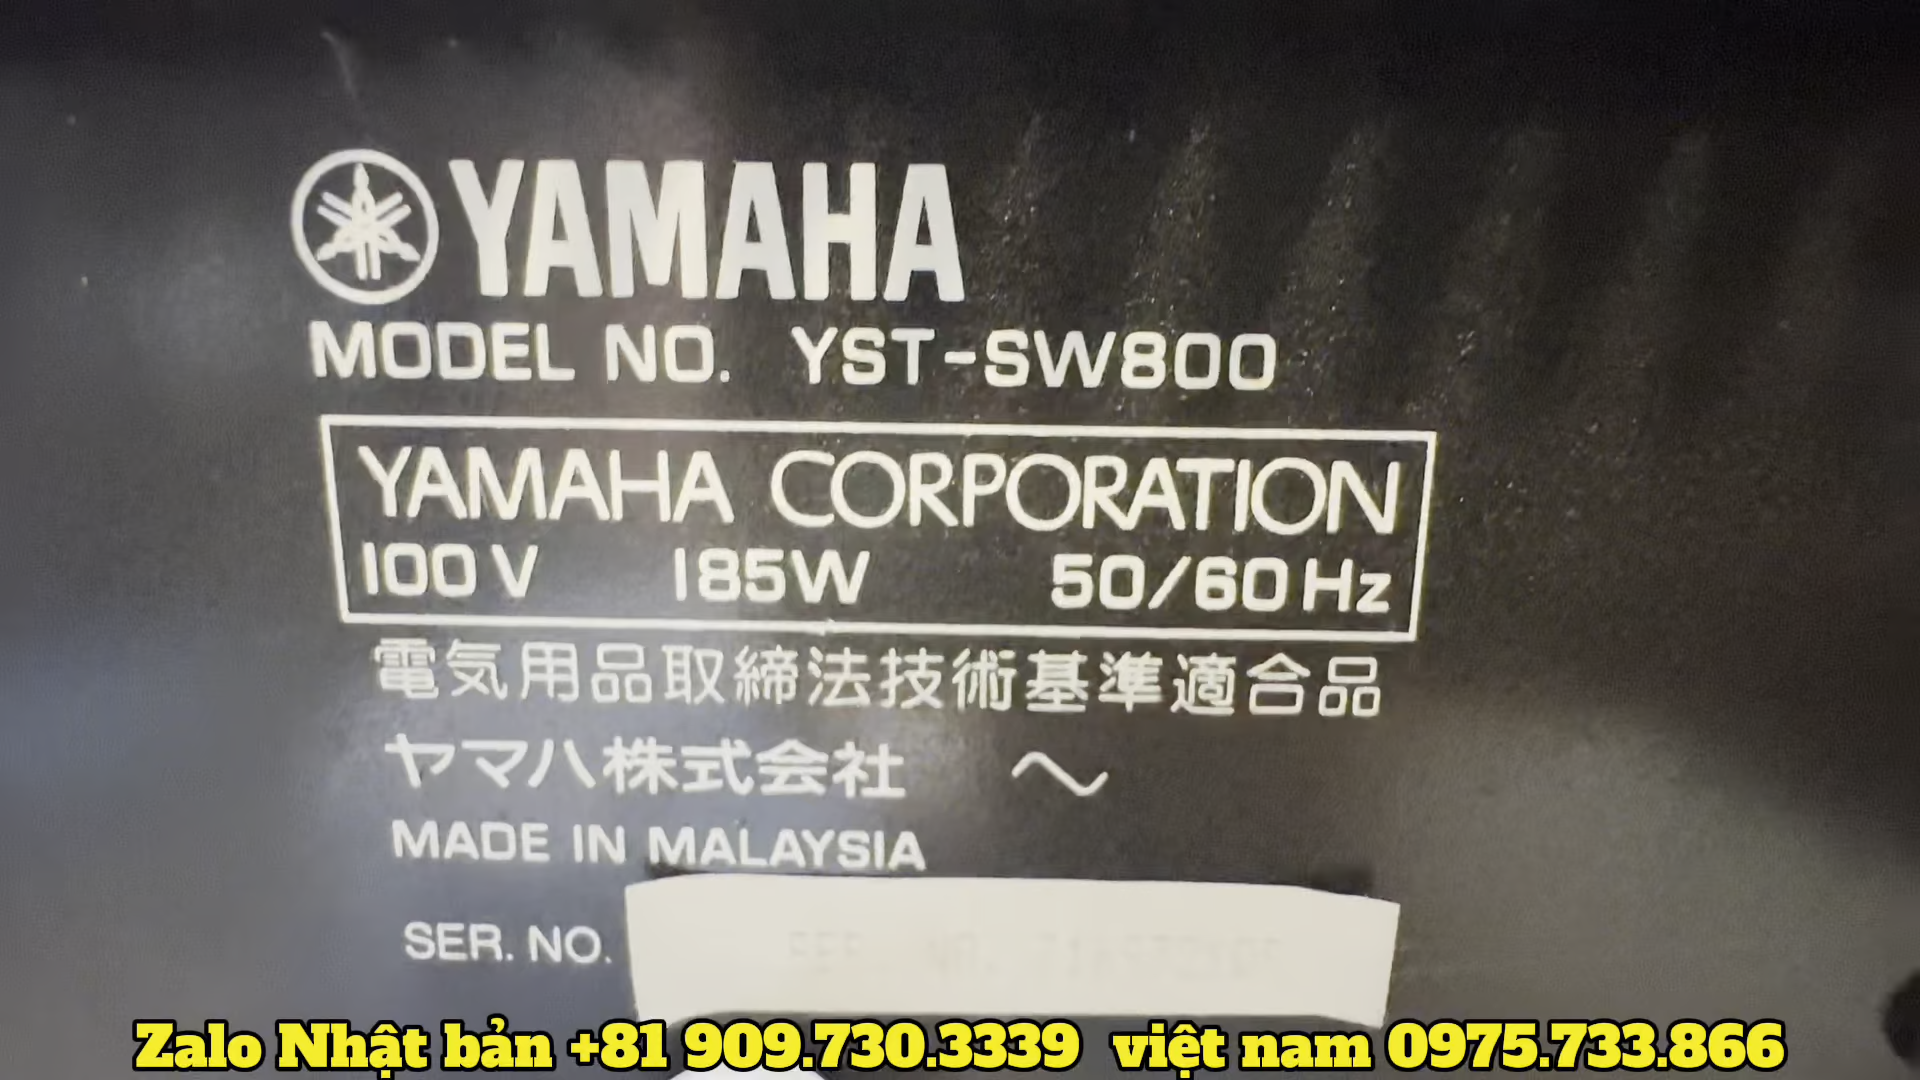 YAMAHA
MODEL NO. YST-SW800
YAMAHA CORPORATION
100V 185W 50/60Hz
電気用品取締法技術基準適合品
ヤマハ株式会社 〜
MADE IN MALAYSIA
SER. NO.
Zalo Nhật bản +81 909.730.3339 việt nam 0975.733.866